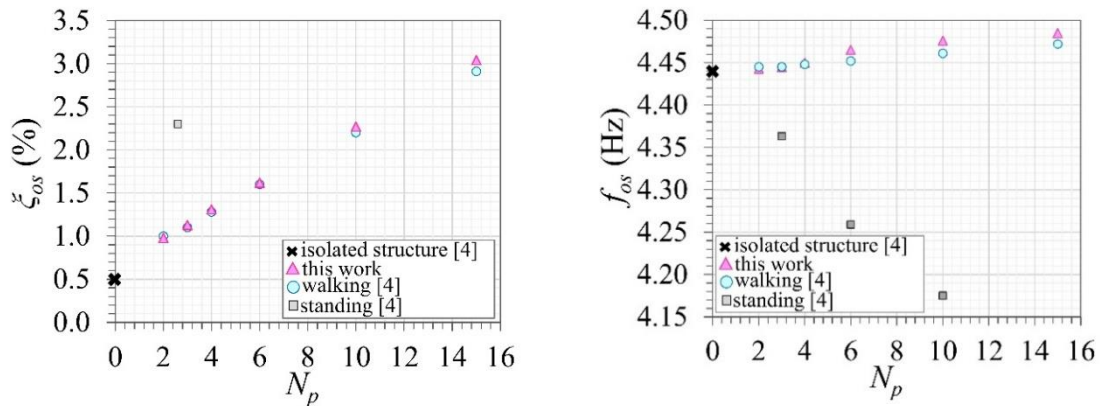 3.5
3.0
2.5
2.0
1.5
1.0
0.5
0.0
ξos (%)
0 2 4 6 8 10 12 14 16
Np
isolated structure [4]
this work
walking [4]
standing [4]
4.50
4.45
4.40
4.35
4.30
4.25
4.20
4.15
fos (Hz)
0 2 4 6 8 10 12 14 16
Np
isolated structure [4]
this work
walking [4]
standing [4]